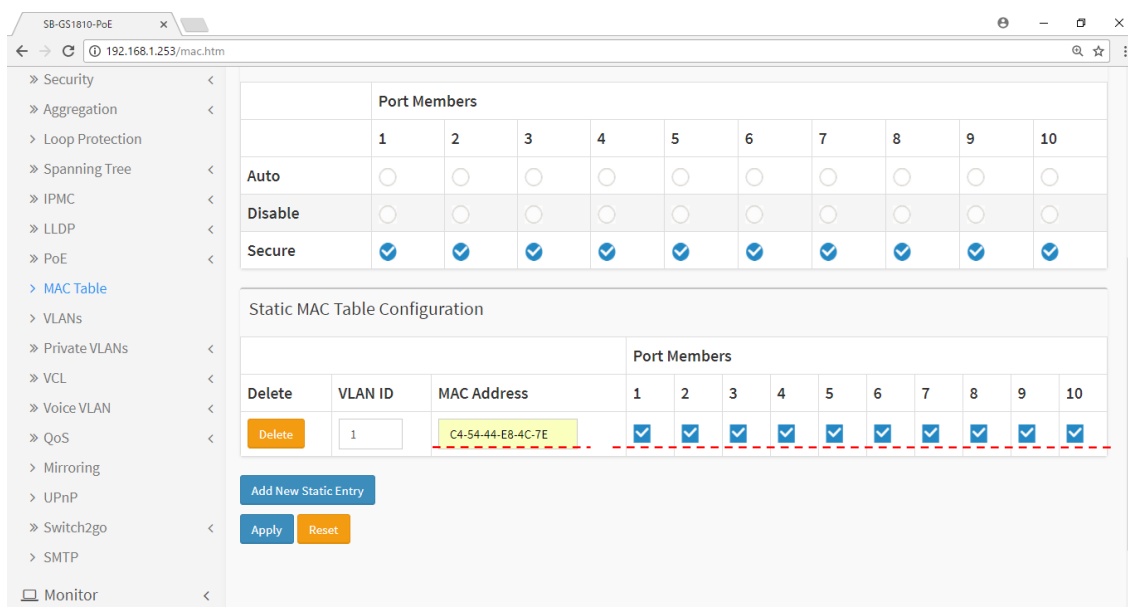 SB-GS1810-PoE
192.168.1.253/mac.htm
Security
Aggregation
Loop Protection
Spanning Tree
IPMC
LLDP
PoE
MAC Table
VLANs
Private VLANs
VCL
Voice VLAN
QoS
Mirroring
UPnP
Switch2go
SMTP
Monitor
Port Members
1 2 3 4 5 6 7 8 9 10
Auto
Disable
Secure
Static MAC Table Configuration
Port Members
Delete VLAN ID MAC Address 1 2 3 4 5 6 7 8 9 10
Delete 1 C4-54-44-E8-4C-7E
Add New Static Entry
Apply Reset